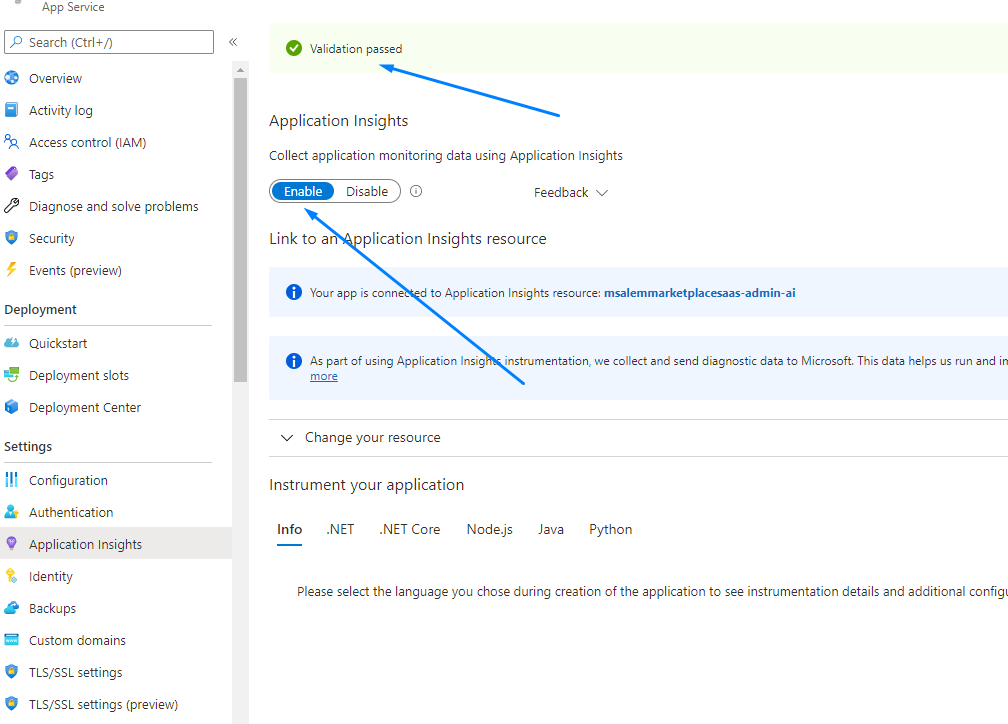 App Service
Search (Ctrl+/)
«
Overview
Activity log
Access control (IAM)
Tags
Diagnose and solve problems
Security
Events (preview)
Deployment
Quickstart
Deployment slots
Deployment Center
Settings
Configuration
Authentication
Application Insights
Identity
Backups
Custom domains
TLS/SSL settings
TLS/SSL settings (preview)
Validation passed
Application Insights
Collect application monitoring data using Application Insights
Enable Disable
Feedback
Link to an Application Insights resource
Your app is connected to Application Insights resource: msalemmarketplacesaas-admin-ai
As part of using Application Insights instrumentation, we collect and send diagnostic data to Microsoft. This data helps us run and
more
Change your resource
Instrument your application
Info .NET .NET Core Node.js Java Python
Please select the language you chose during creation of the application to see instrumentation details and additional